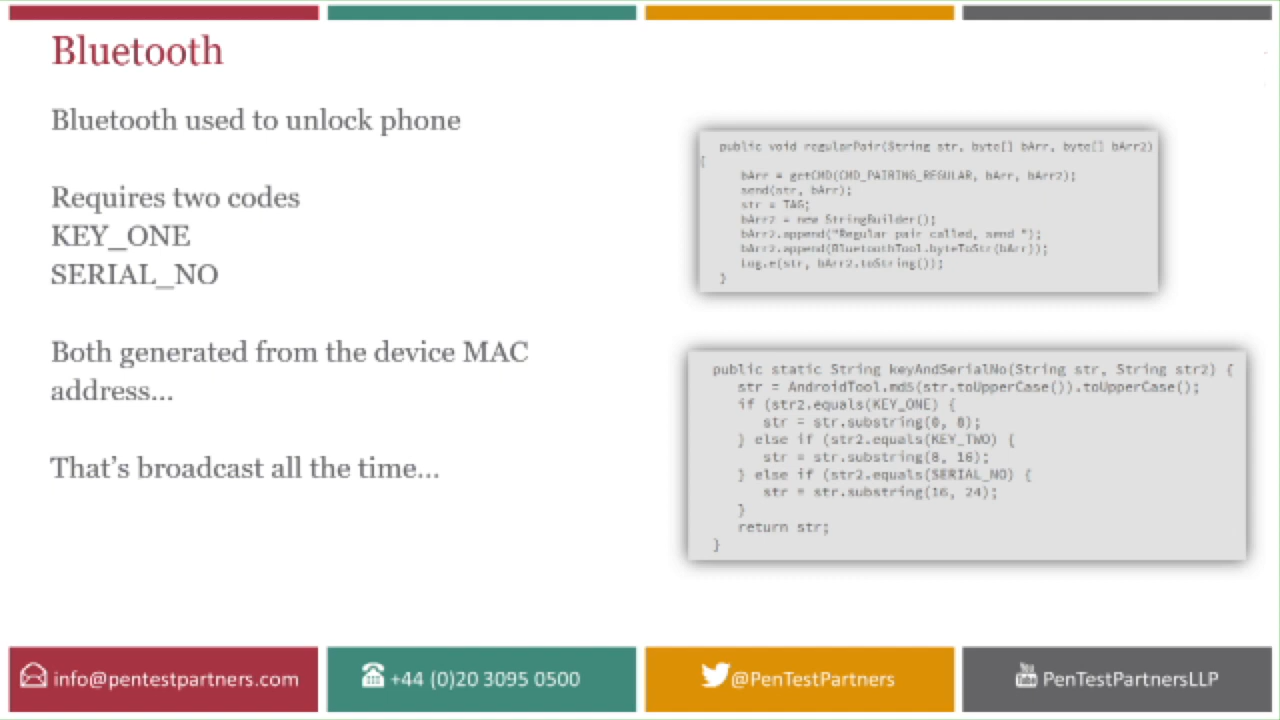 Bluetooth
Bluetooth used to unlock phone
Requires two codes
KEY_ONE
SERIAL_NO
Both generated from the device MAC
address...
That's broadcast all the time...
public void regularPair(String str, byte[] bArr, byte[] bArr2)
{
bArr = getCMD(CMD_PAIRING_REGULAR, bArr, bArr2);
send(str, bArr);
str = TAG;
bArr2 = new StringBuilder();
bArr2.append("Regular pair called, send ");
bArr2.append(BluetoothTool.byteToStr(bArr));
Log.e(str, bArr2.toString());
}
public static String keyAndSerialNo(String str, String str2) {
str = AndroidTool.md5(str.toUpperCase()).toUpperCase();
if (str2.equals(KEY_ONE) {
str = str.substring(0, 8);
} else if (str2.equals(KEY_TWO) {
str = str.substring(8, 16);
} else if (str2.equals(SERIAL_NO) {
str = str.substring(16, 24);
}
return str;
}
info@pentestpartners.com
+44 (0)20 3095 0500
@PenTestPartners
You Tube PenTestPartnersLLP